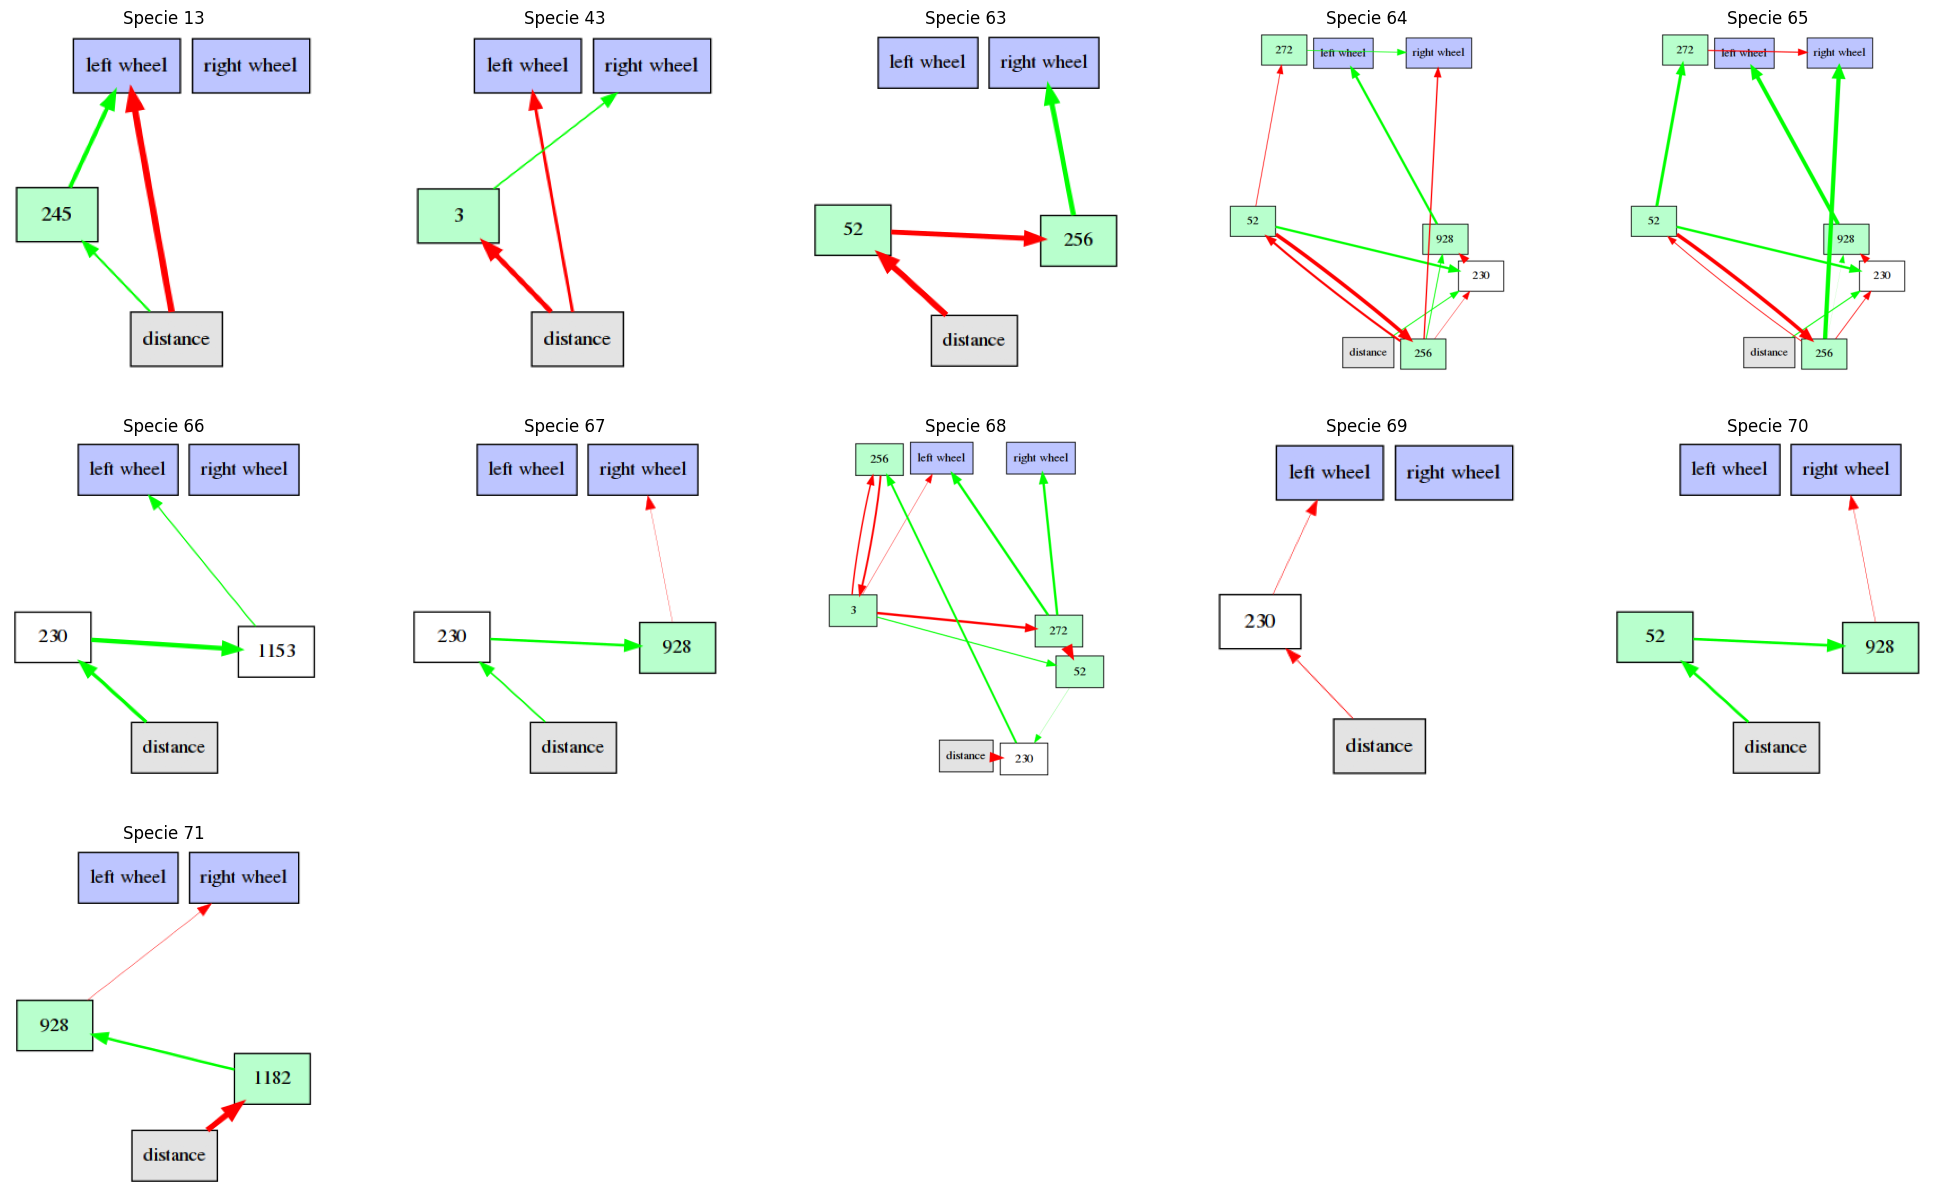 Specie 13
left wheel right wheel
245
distance
Specie 43
left wheel right wheel
3
distance
Specie 63
left wheel right wheel
52
256
distance
Specie 64
272 left wheel right wheel
52
928
230
distance 256
Specie 65
272 left wheel right wheel
52
928
230
distance 256
Specie 66
left wheel right wheel
230
1153
distance
Specie 67
left wheel right wheel
230
928
distance
Specie 68
256 left wheel right wheel
3
272
52
distance 230
Specie 69
left wheel right wheel
230
distance
Specie 70
left wheel right wheel
52
928
distance
Specie 71
left wheel right wheel
928
1182
distance